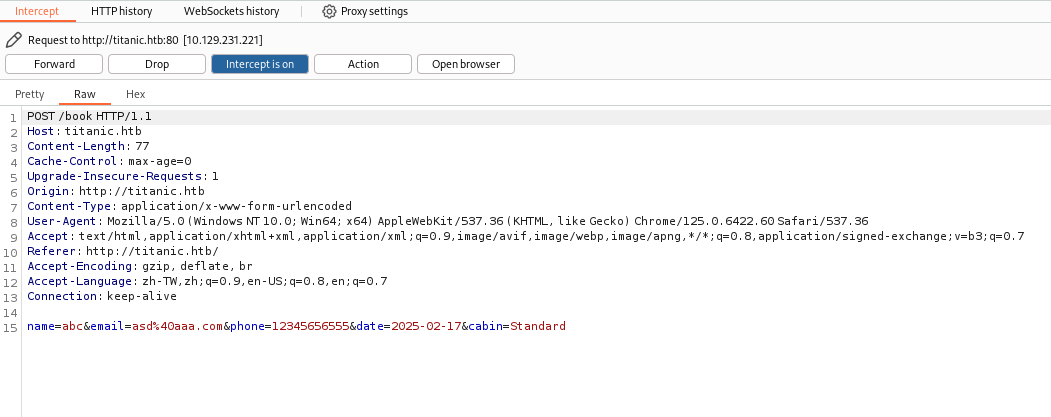 Intercept HTTP history WebSockets history Proxy settings
Request to http://titanic.htb:80 [10.129.231.221]
Forward Drop Intercept is on Action Open browser
Pretty Raw Hex
1 POST /book HTTP/1.1
2 Host: titanic.htb
3 Content-Length: 77
4 Cache-Control: max-age=0
5 Upgrade-Insecure-Requests: 1
6 Origin: http://titanic.htb
7 Content-Type: application/x-www-form-urlencoded
8 User-Agent: Mozilla/5.0 (Windows NT 10.0; Win64; x64) AppleWebKit/537.36 (KHTML, like Gecko) Chrome/125.0.6422.60 Safari/537.36
9 Accept: text/html,application/xhtml+xml,application/xml;q=0.9,image/avif,image/webp,image/apng,*/*;q=0.8,application/signed-exchange;v=b3;q=0.7
10 Referer: http://titanic.htb/
11 Accept-Encoding: gzip, deflate, br
12 Accept-Language: zh-TW,zh;q=0.9,en-US;q=0.8,en;q=0.7
13 Connection: keep-alive
14
15 name=abc&email=asd%40aaa.com&phone=12345656555&date=2025-02-17&cabin=Standard